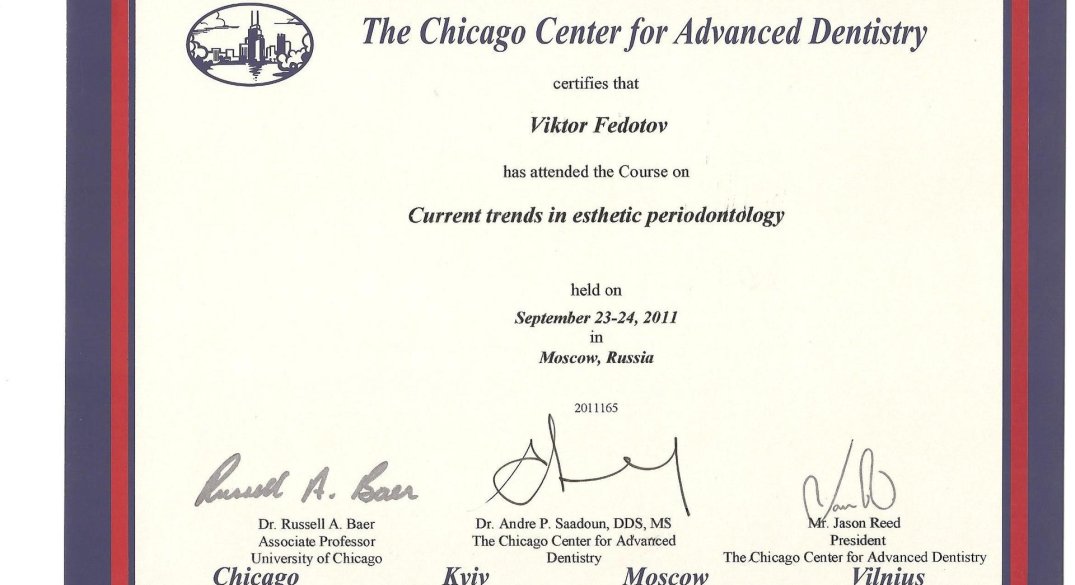 The Chicago Center for Advanced Dentistry
certifies that
Viktor Fedotov
has attended the Course on
Current trends in esthetic periodontology
held on
September 23-24, 2011
in
Moscow, Russia
2011165
Russell A. Baer
Dr. Russell A. Baer
Associate Professor
University of Chicago
Dr. Andre P. Saadoun, DDS, MS
The Chicago Center for Advanced
Dentistry
Mr. Jason Reed
President
The Chicago Center for Advanced Dentistry
Chicago Kyiv Moscow Vilnius